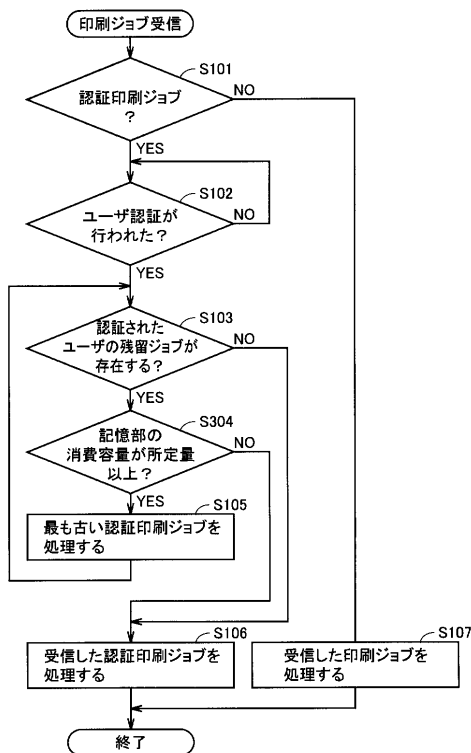 印刷ジョブ受信
S101
認証印刷ジョブ
?
NO
YES
S102
ユーザ認証が
行われた?
NO
YES
S103
認証された
ユーザの残留ジョブが
存在する?
NO
YES
S304
記憶部の
消費容量が所定量
以上?
NO
YES
S105
最も古い認証印刷ジョブを
処理する
S106
受信した認証印刷ジョブを
処理する
S107
受信した印刷ジョブを
処理する
終了